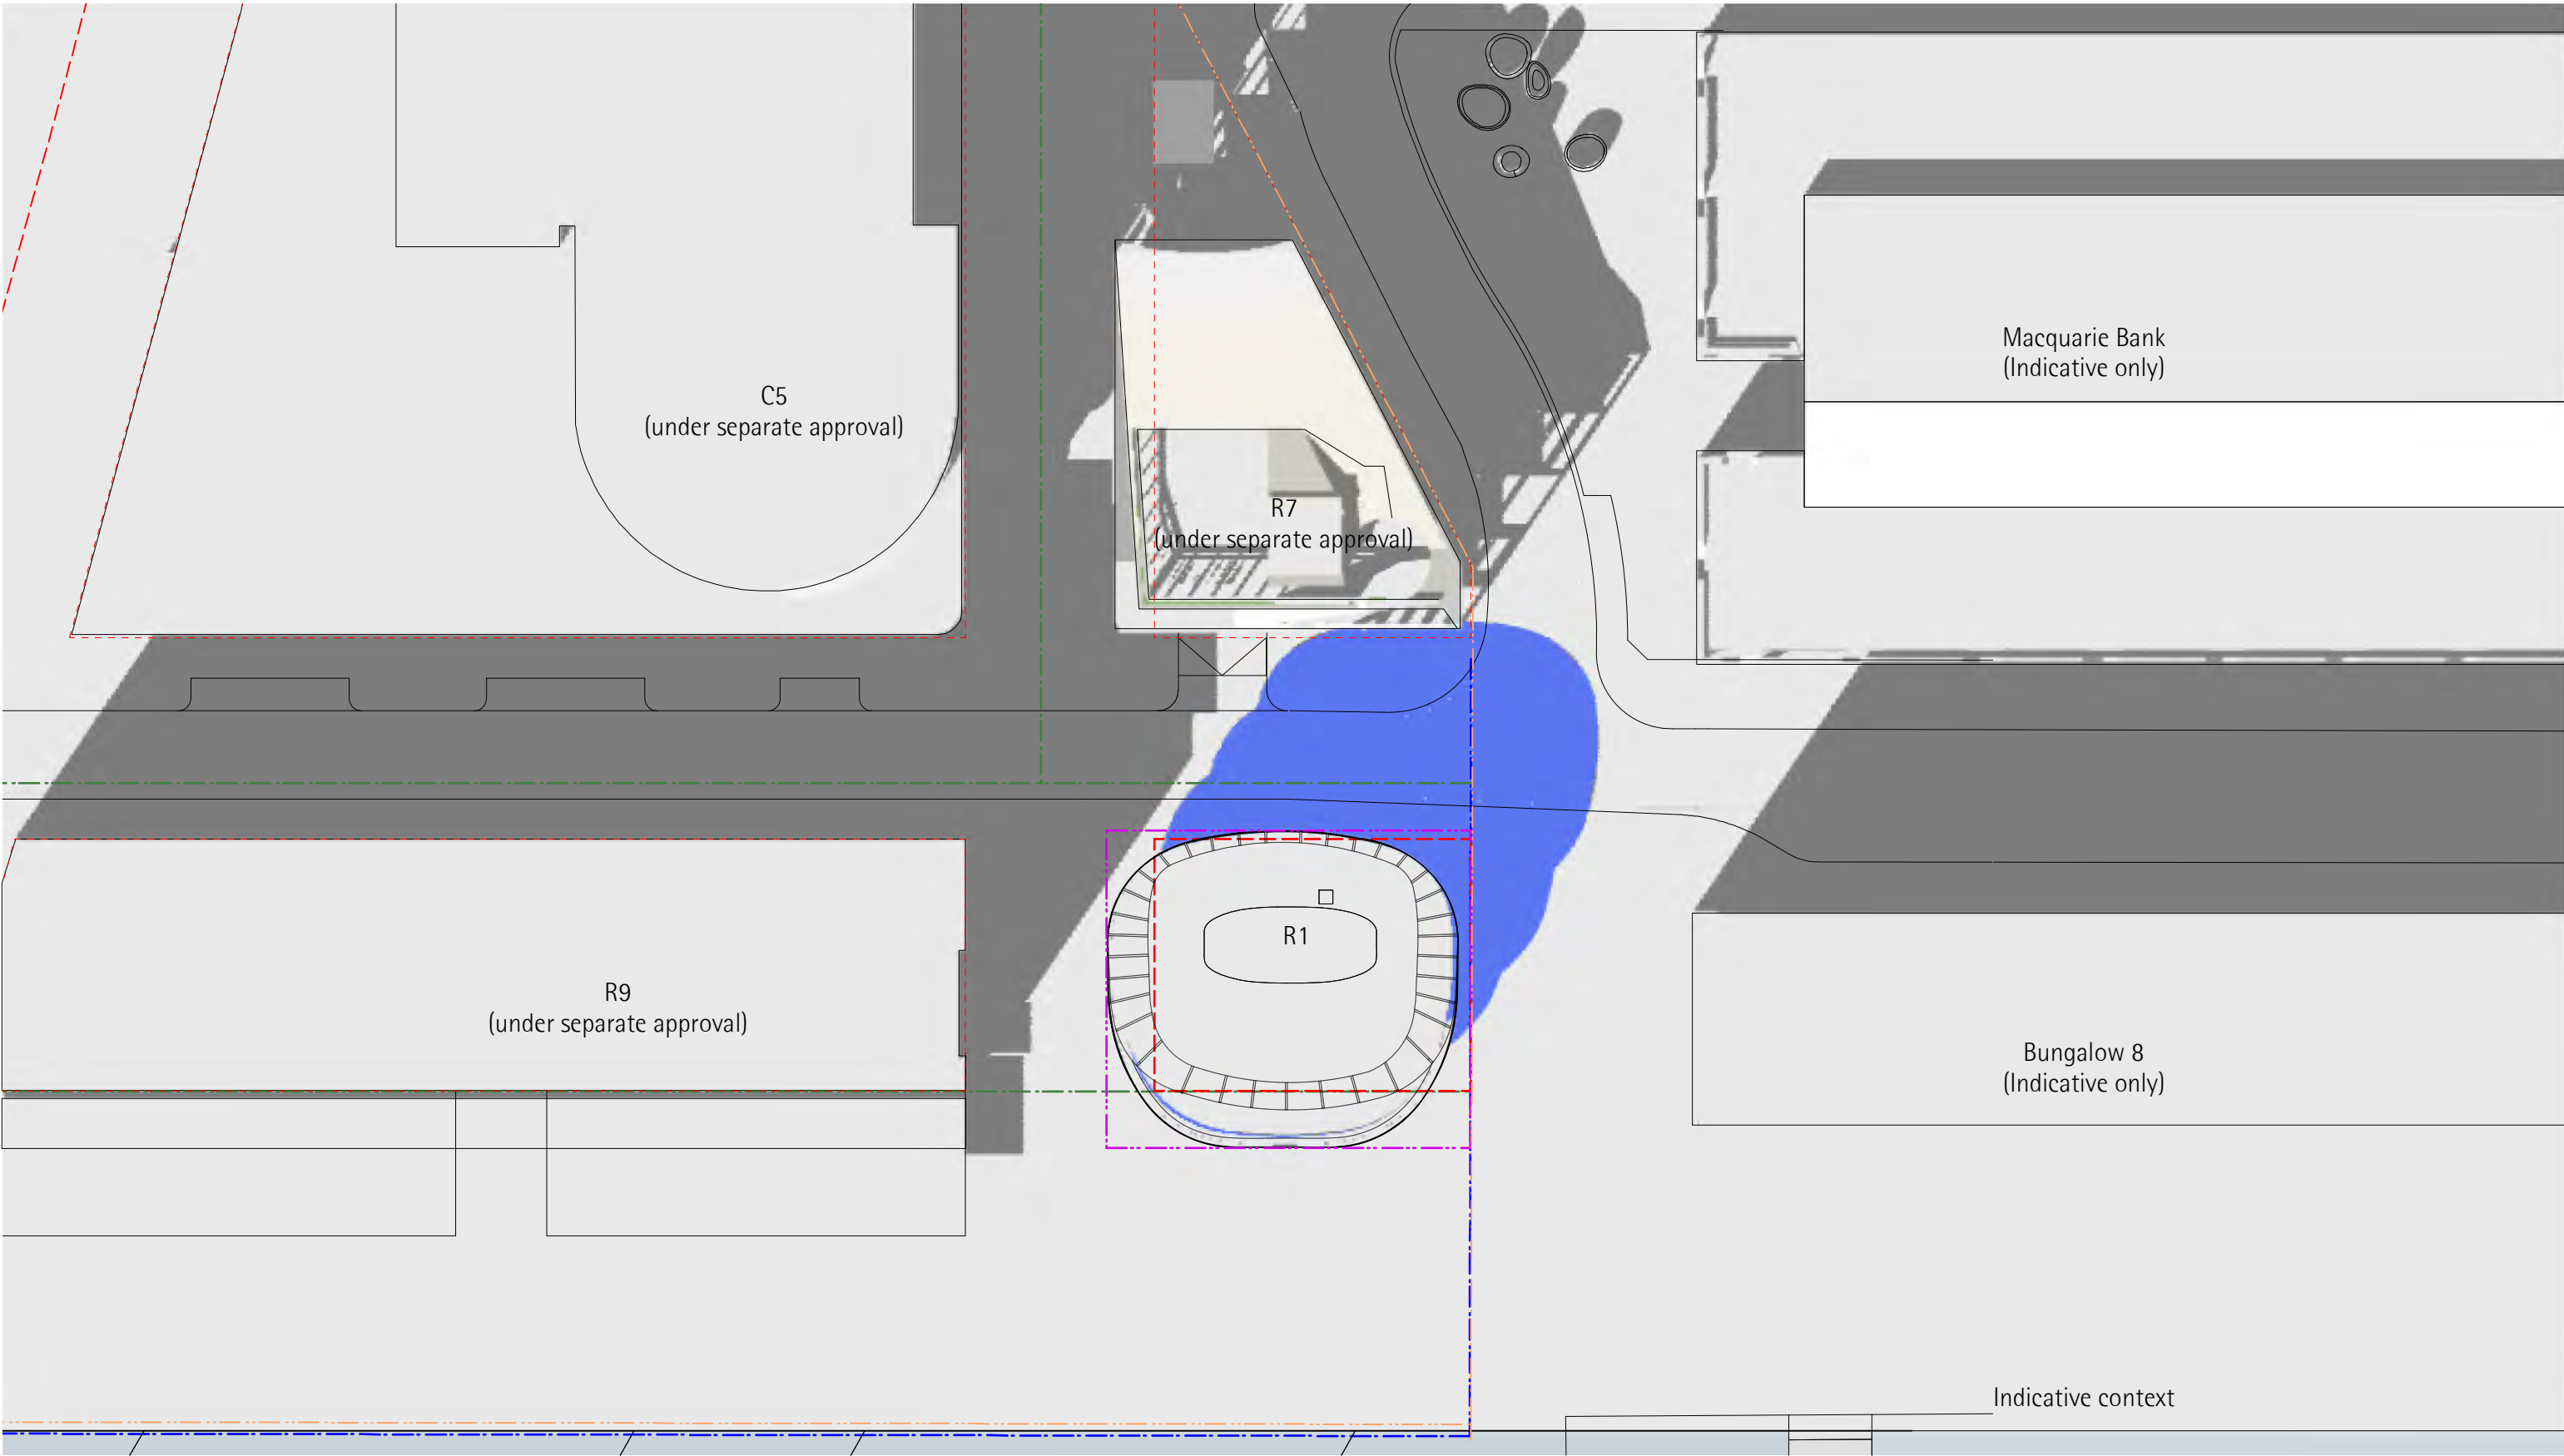 Macquarie Bank
(Indicative only)
C5
(under separate approval)
R7
(under separate approval)
R1
R9
(under separate approval)
Bungalow 8
(Indicative only)
Indicative context